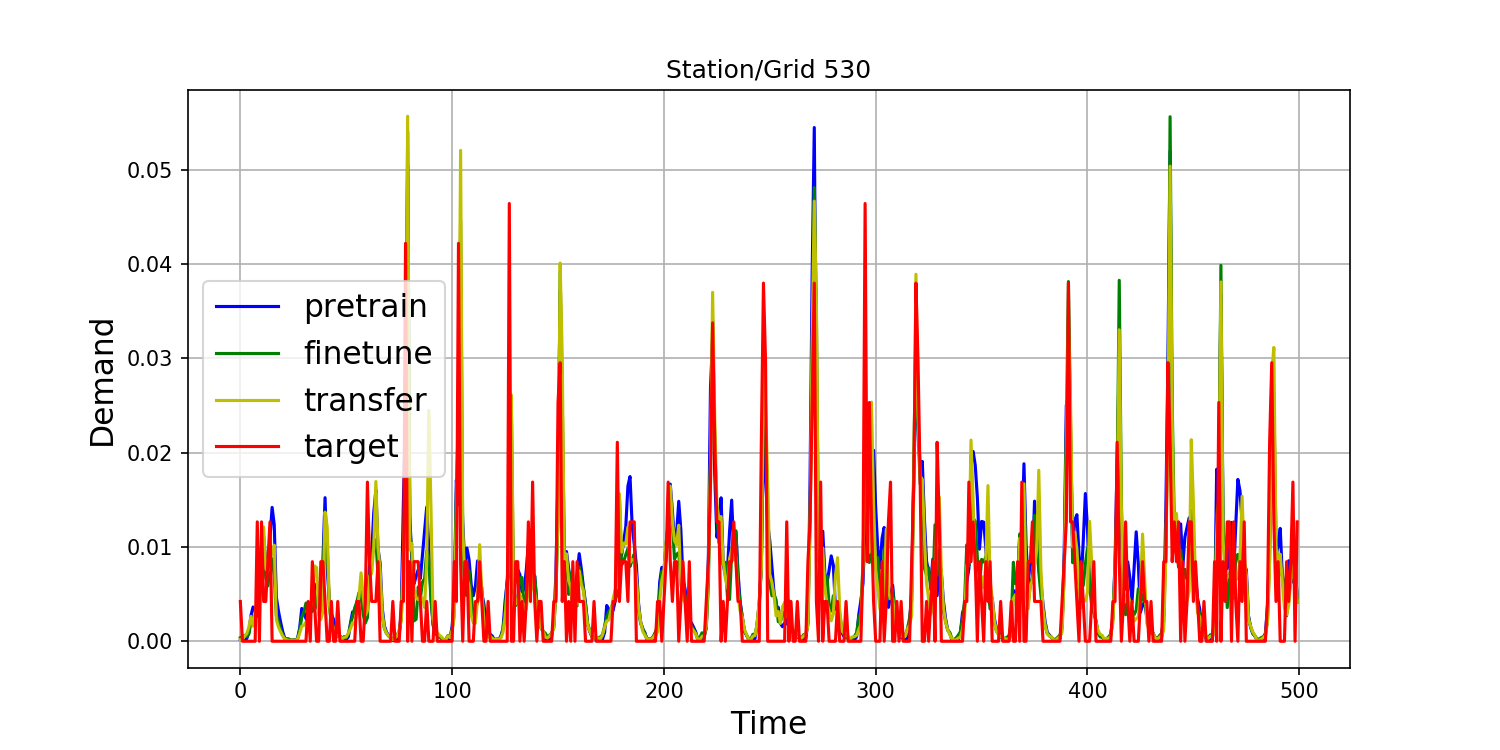 Station/Grid 530
Demand
0.05
0.04
0.03
0.02
0.01
0.00
pretrain
finetune
transfer
target
0 100 200 300 400 500
Time